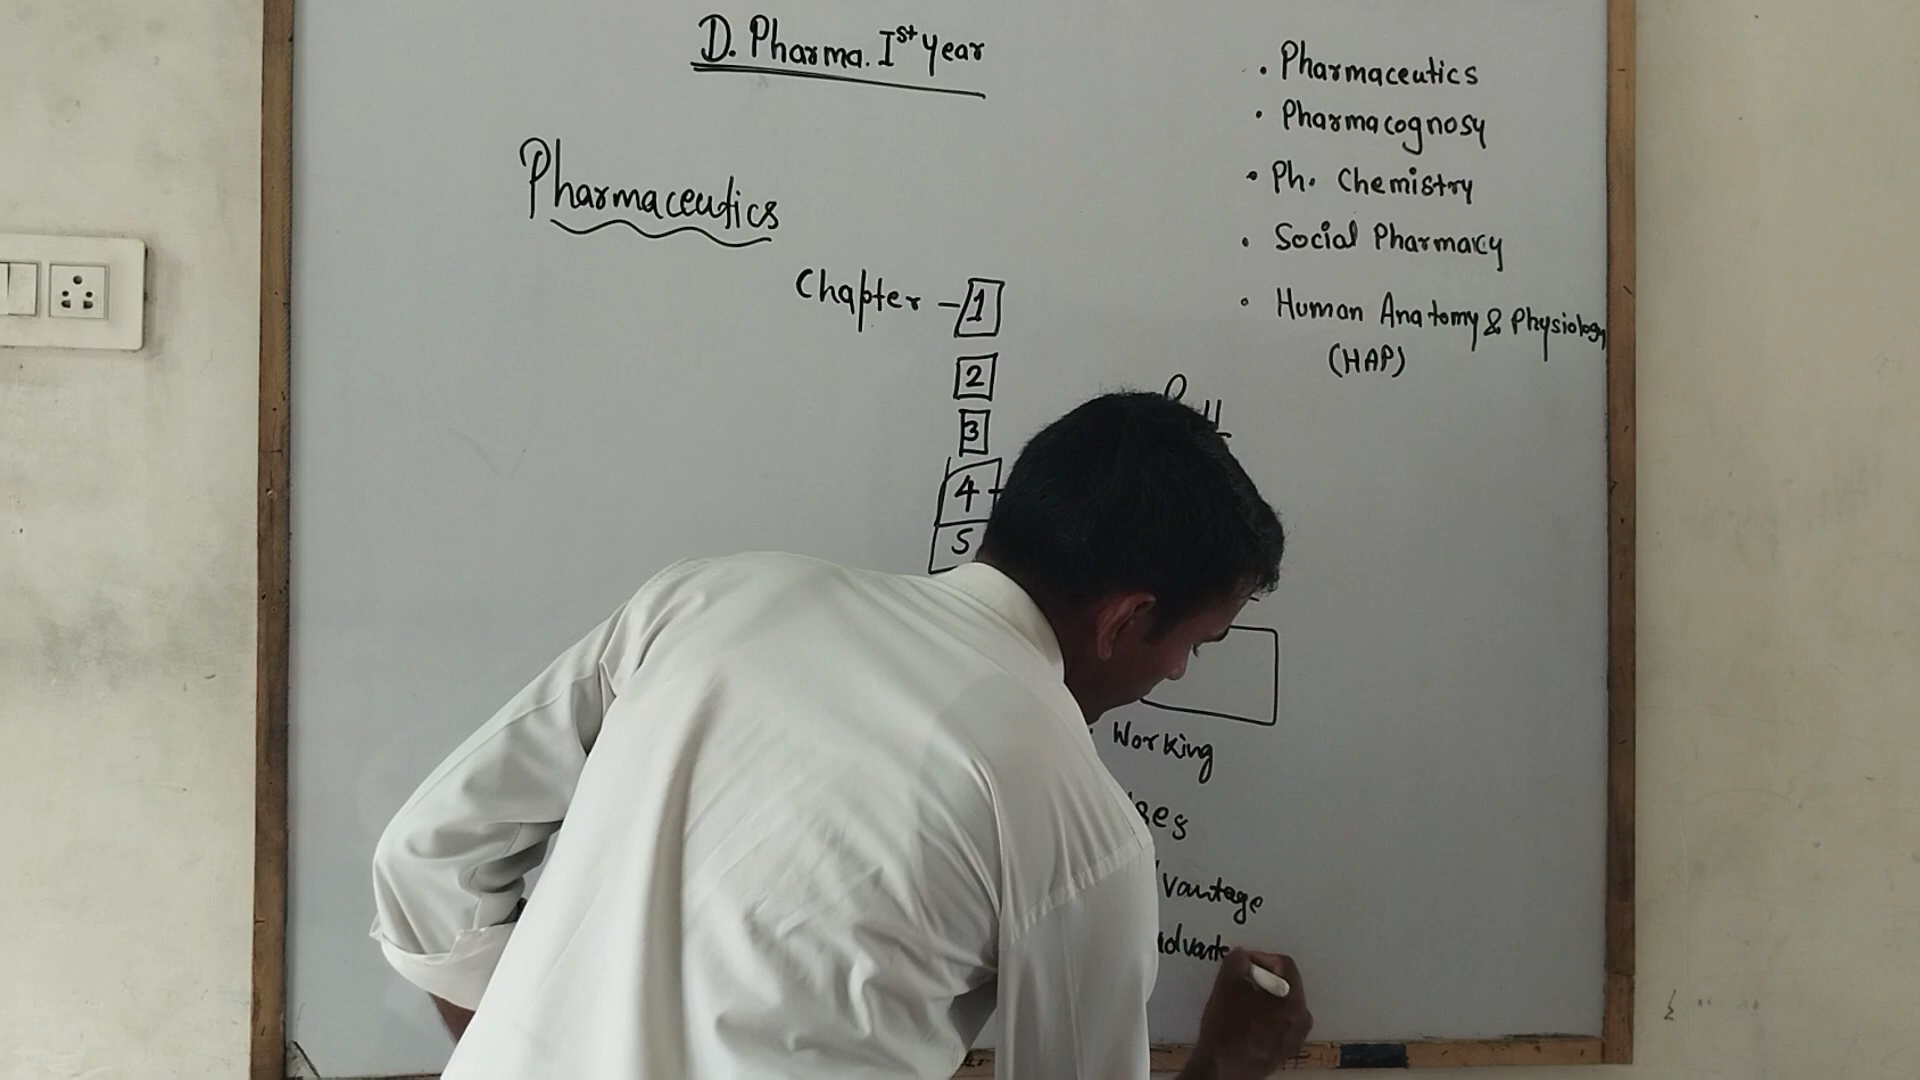 D. Pharma. Ist Year
Pharmaceutics
Chapter - 1
2
3
4
5
. Pharmaceutics
. Pharmacognosy
. Ph. Chemistry
. Social Pharmacy
. Human Anatomy & Physiology
(HAP)
Working